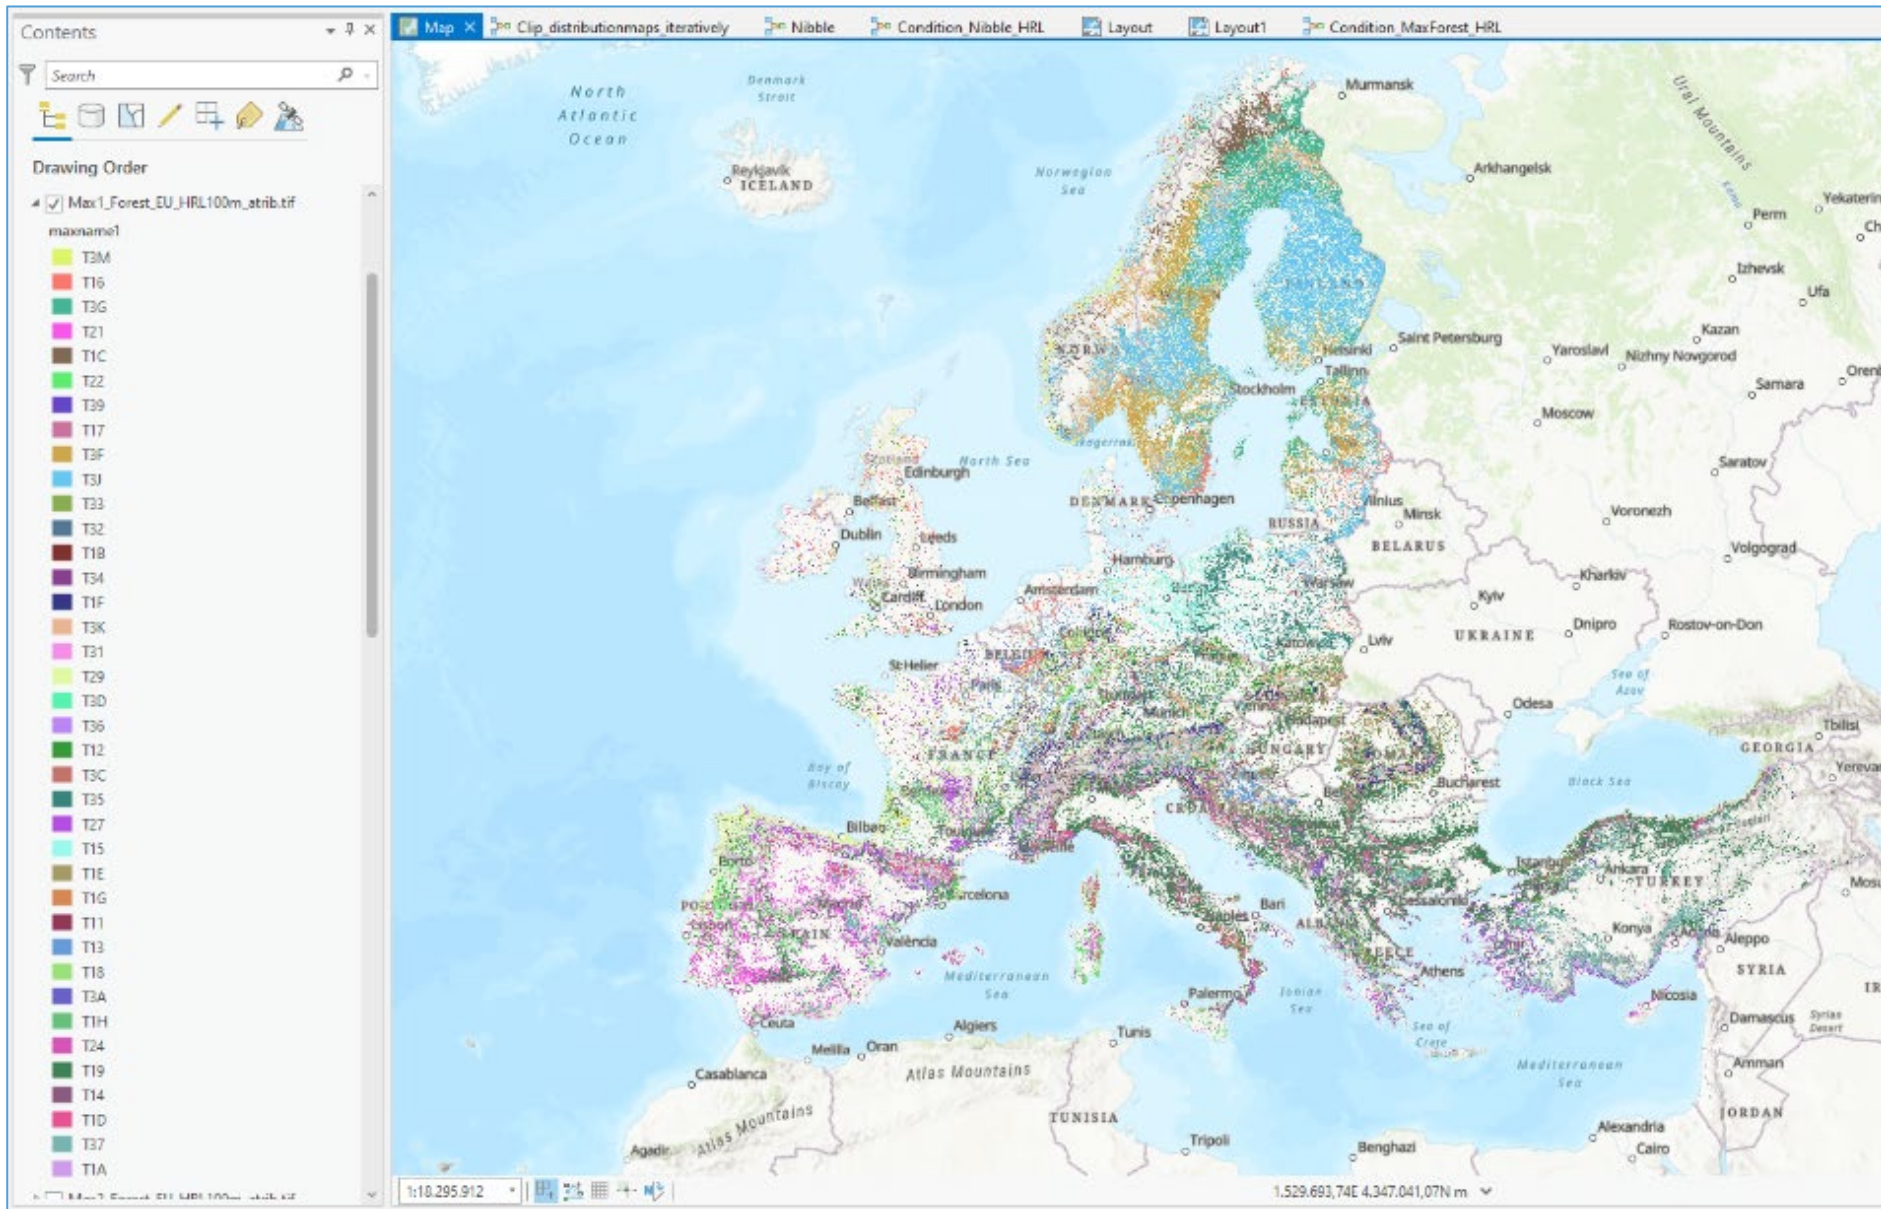 Contents
Map
Clip_distributionmaps_iteratively
Nibble
Condition_Nibble_HRL
Layout
Layout1
Condition_MaxForest_HRL
Search
Drawing Order
Max1_Forest_EU_HRL100m_atrib.tif
maxname1
T3M
T16
T3G
T21
T1C
T22
T39
T17
T3F
T3J
T33
T32
T1B
T34
T1F
T3K
T31
T29
T3D
T36
T12
T3C
T35
T27
T15
T1E
T1G
T11
T13
T18
T3A
T1H
T24
T19
T14
T1D
T37
T1A
North
Atlantic
Ocean
Denmark
Strait
Murmansk
Ural Mountains
Reykjavik
ICELAND
Norwegian
Sea
Arkhangelsk
Kama
Perm
Izhevsk
Ufa
Kazan
Saint Petersburg
Yaroslavl
Nizhny Novgorod
Helsinki
Tallinn
Stockholm
Samara
Moscow
North Sea
Edinburgh
Belfast
Dublin
Leeds
Birmingham
Cardiff
London
DENMARK
Copenhagen
Saratov
Minsk
Voronezh
RUSSIA
BELARUS
Volgograd
Hamburg
Amsterdam
Warsaw
Kharkiv
Kyiv
Dnipro
UKRAINE
Rostov-on-Don
Lviv
St Helier
Paris
Sea of
Azov
Odesa
Munich
Budapest
HUNGARY
FRANCE
Tbilisi
GEORGIA
Bay of
Biscay
Bucharest
Black Sea
Bilbao
Porto
Istanbul
Ankara
TURKEY
Bari
Naples
Konya
Aleppo
València
Mediterranean
Sea
GREECE
Athens
SYRIA
Palermo
Ionian
Sea
Nicosia
Ceuta
Algiers
Tunis
Sea of
Crete
Damascus
Syrian
Desert
Melilla
Oran
Mediterranean
Sea
Amman
Casablanca
Atlas Mountains
Atlas Mountains
TUNISIA
JORDAN
Tripoli
Alexandria
Benghazi
Cairo
Agadir
1:18.295.912
1.529.693,74E 4.347.041,07N m